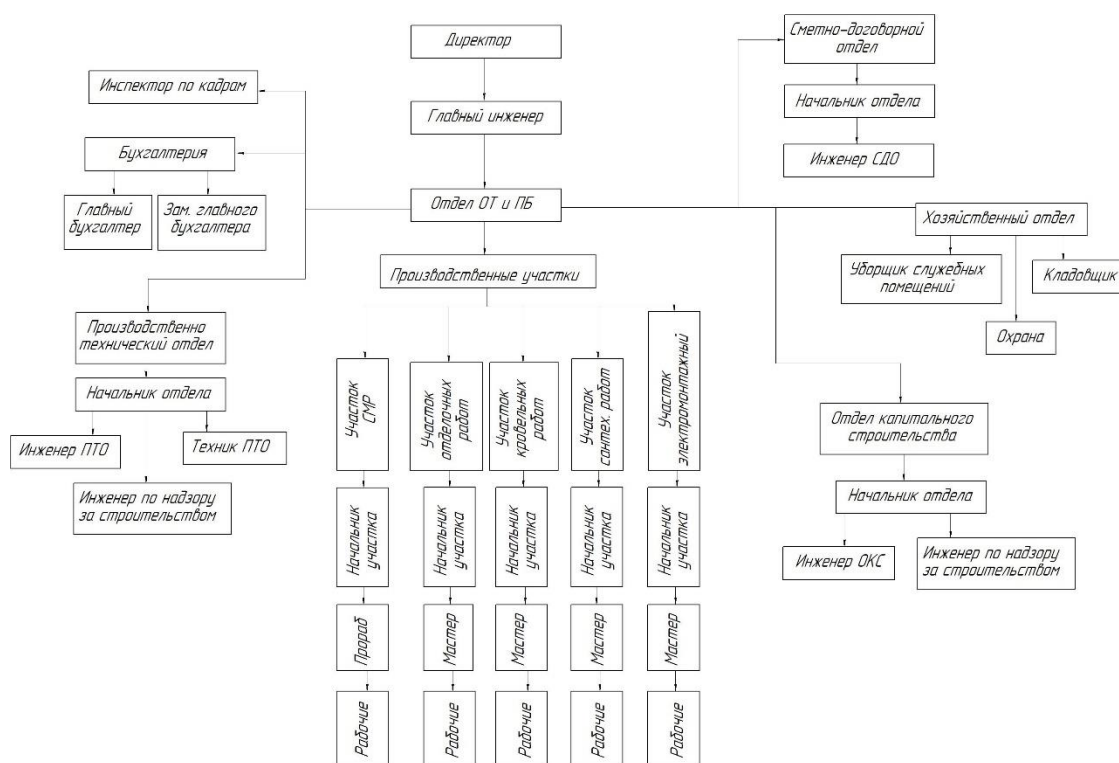 Директор
Сметно-договорной
отдел
Инспектор по кадрам
Начальник отдела
Главный инженер
Бухгалтерия
Инженер СДО
Главный
бухгалтер
Зам. главного
бухгалтера
Отдел ОТ и ПБ
Хозяйственный отдел
Производственные участки
Уборщик служебных
помещений
Кладовщик
Охрана
Производственно
технический отдел
Начальник отдела
Инженер ПТО
Техник ПТО
Инженер по надзору
за строительством
Участок
СМР
Участок
отделочных
работ
Участок
кровельных
работ
Участок
сантех. работ
Участок
электромонтажный
Отдел капитального
строительства
Начальник отдела
Инженер ОКС
Инженер по надзору
за строительством
Начальник
участка
Начальник
участка
Начальник
участка
Начальник
участка
Начальник
участка
Прораб
Мастер
Мастер
Мастер
Мастер
Рабочие
Рабочие
Рабочие
Рабочие
Рабочие